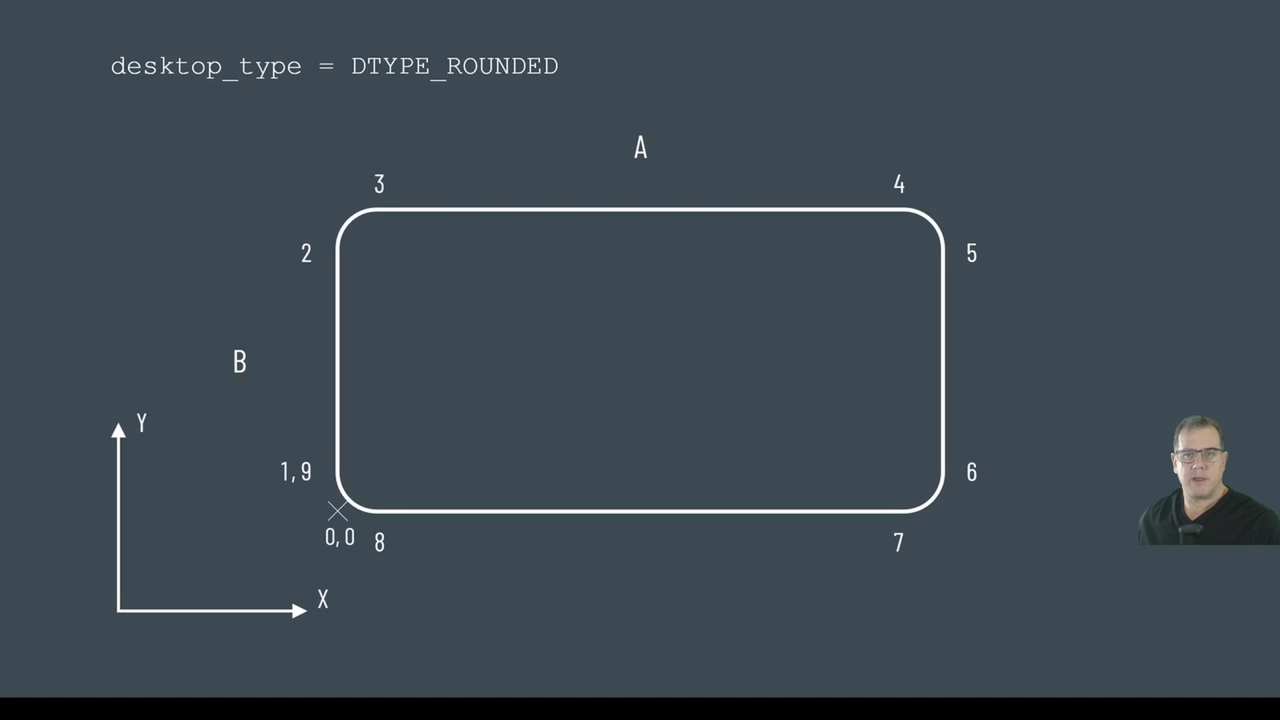 desktop_type = DTYPE_ROUNDED
A
3
4
2
5
B
Y
1,9
6
0,0
8
7
X